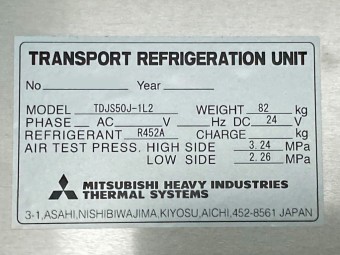 TRANSPORT REFRIGERATION UNIT
No Year
MODEL TDJS50J-1L2 WEIGHT 82 kg
PHASE AC V Hz DC 24 V
REFRIGERANT R452A CHARGE kg
AIR TEST PRESS. HIGH SIDE 3.24 MPa
LOW SIDE 2.26 MPa
MITSUBISHI HEAVY INDUSTRIES
THERMAL SYSTEMS
3-1,ASAHI,NISHIBIWAJIMA,KIYOSU,AICHI,452-8561 JAPAN